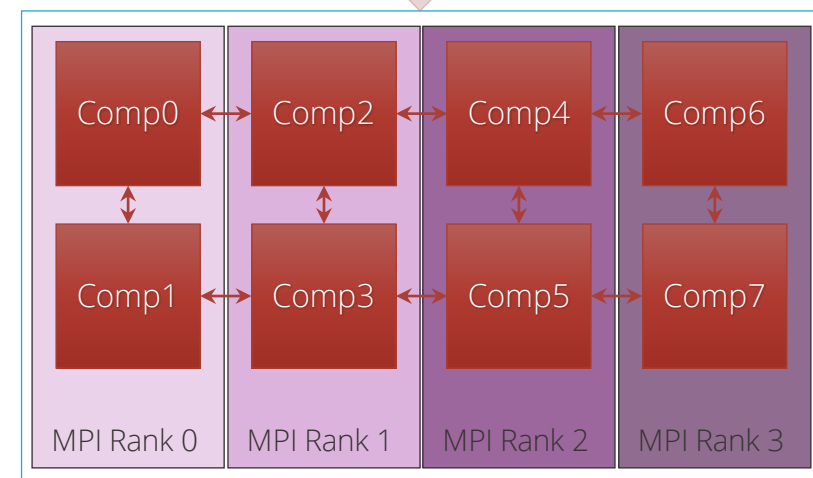 Comp0
Comp2
Comp4
Comp6
Comp1
Comp3
Comp5
Comp7
MPI Rank 0
MPI Rank 1
MPI Rank 2
MPI Rank 3